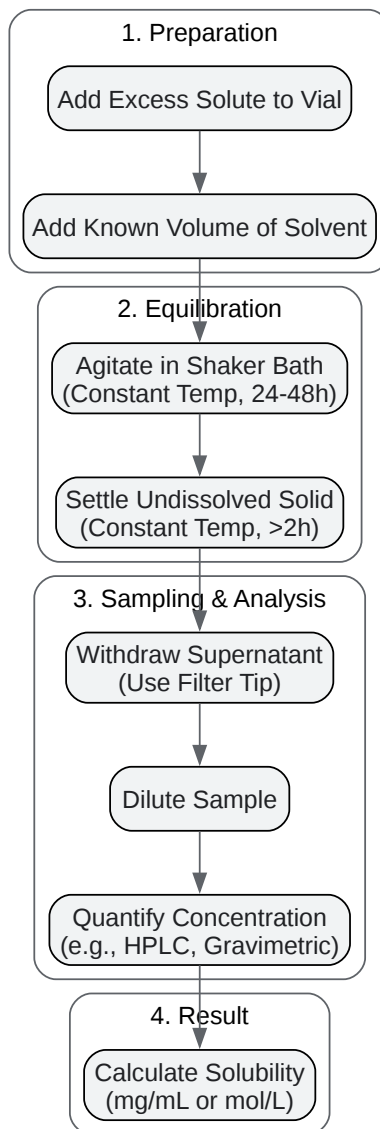 1. Preparation
Add Excess Solute to Vial
Add Known Volume of Solvent
2. Equilibration
Agitate in Shaker Bath
(Constant Temp, 24-48h)
Settle Undissolved Solid
(Constant Temp, >2h)
3. Sampling & Analysis
Withdraw Supernatant
(Use Filter Tip)
Dilute Sample
Quantify Concentration
(e.g., HPLC, Gravimetric)
4. Result
Calculate Solubility
(mg/mL or mol/L)